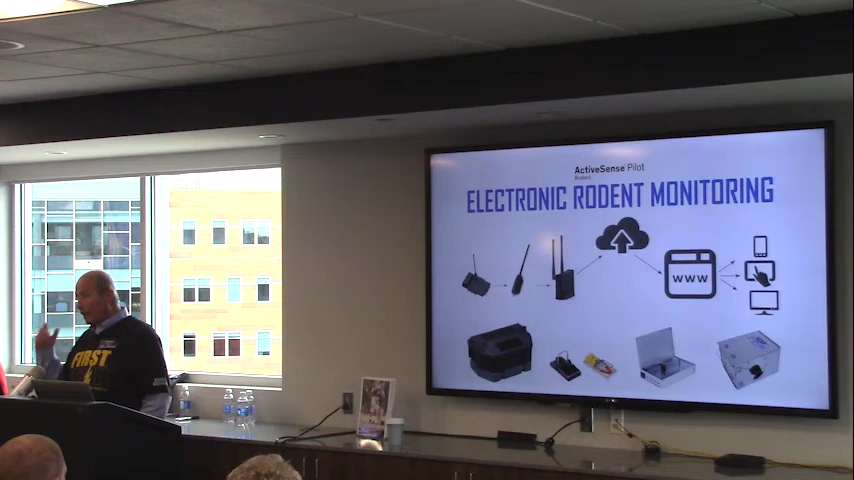 ActiveSense Pilot
Rodent
ELECTRONIC RODENT MONITORING
WWW
FIRST